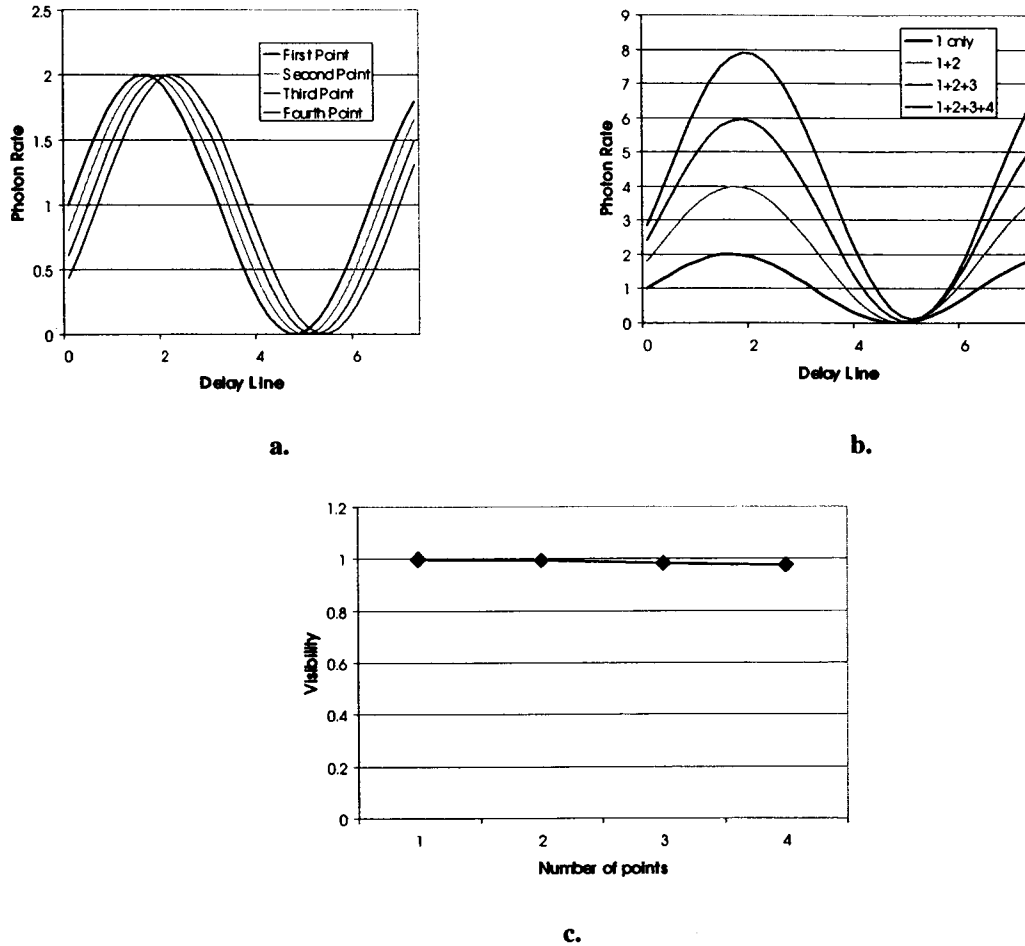 2.5
2
1.5
1
0.5
0
Photon Rate
0 2 4 6
Delay Line
First Point
Second Point
Third Point
Fourth Point
a.
9
8
7
6
5
4
3
2
1
0
Photon Rate
0 2 4 6
Delay Line
1 only
1+2
1+2+3
1+2+3+4
b.
1.2
1
0.8
0.6
0.4
0.2
0
Visibility
1 2 3 4
Number of points
c.